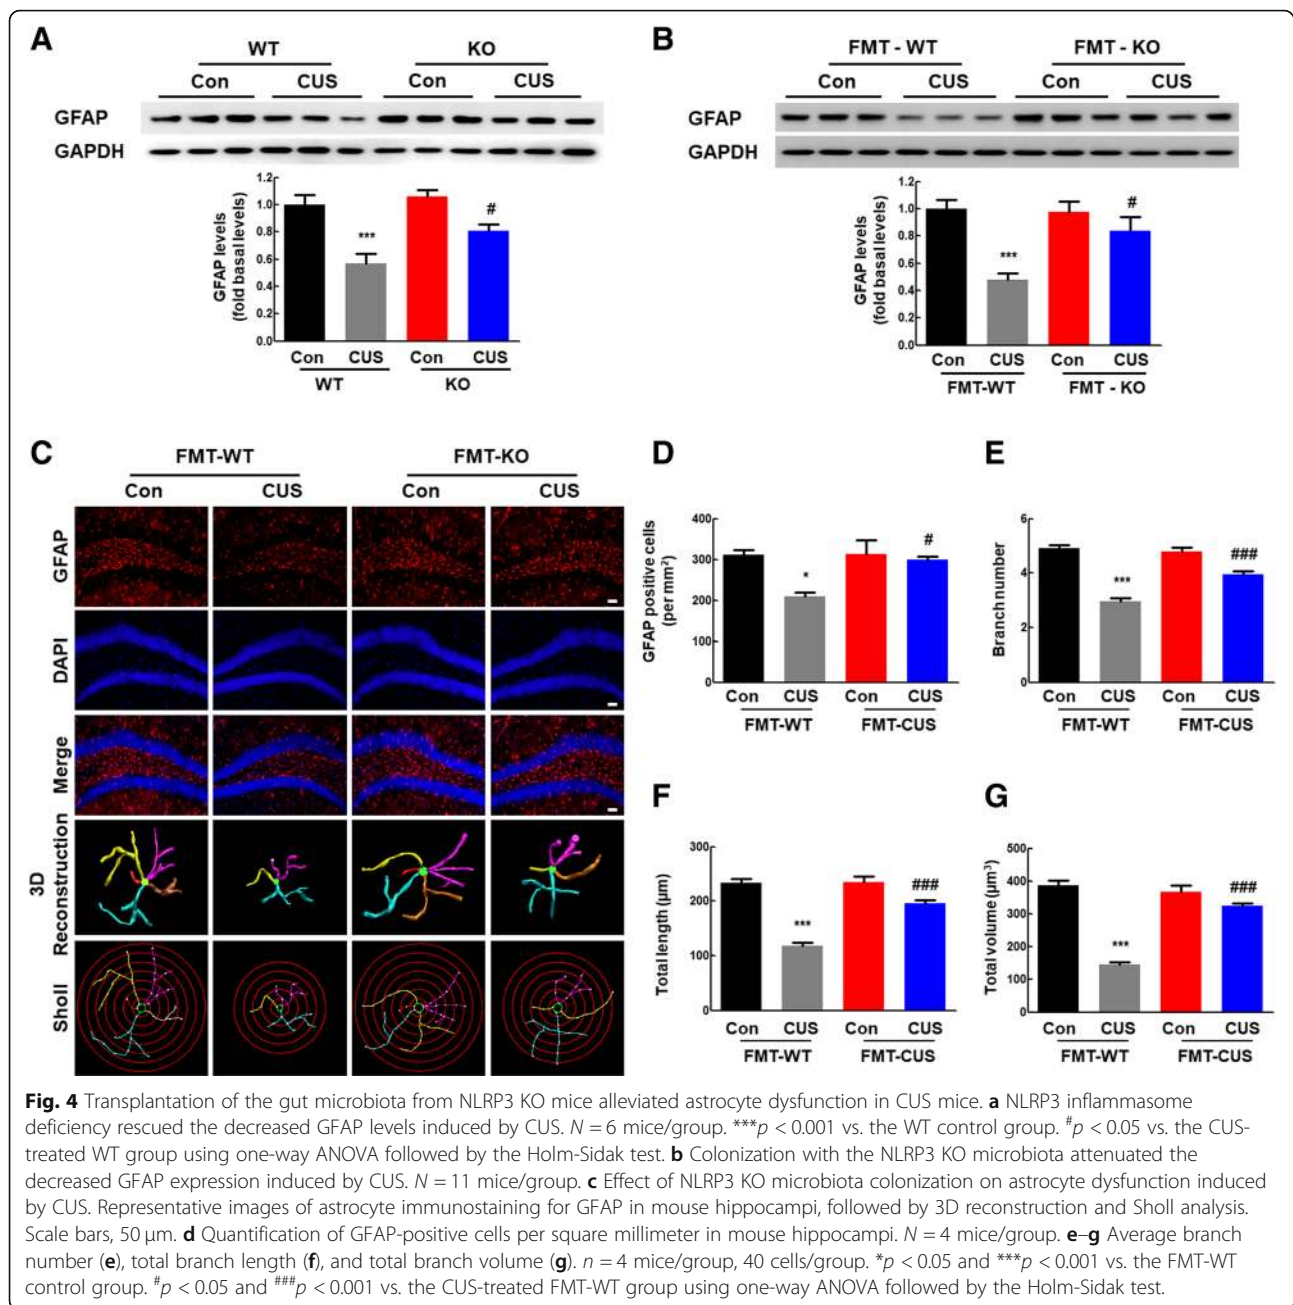 A
WT KO
Con CUS Con CUS
GFAP
GAPDH
GFAP levels
(fold basal levels)
1.2
1.0
0.8
0.6
0.4
0.2
0.0
***
#
Con CUS Con CUS
WT KO
B
FMT - WT FMT - KO
Con CUS Con CUS
GFAP
GAPDH
GFAP levels
(fold basal levels)
1.2
1.0
0.8
0.6
0.4
0.2
0.0
***
#
Con CUS Con CUS
FMT-WT FMT - KO
C
FMT-WT FMT-KO
Con CUS Con CUS
GFAP
DAPI
Merge
3D
Reconstruction
Sholl
D
GFAP positive cells
(per mm²)
400
300
200
100
0
*
#
Con CUS Con CUS
FMT-WT FMT-CUS
E
Branch number
6
4
2
0
***
###
Con CUS Con CUS
FMT-WT FMT-CUS
F
Total length (µm)
300
200
100
0
***
###
Con CUS Con CUS
FMT-WT FMT-CUS
G
Total volume (µm³)
500
400
300
200
100
0
***
###
Con CUS Con CUS
FMT-WT FMT-CUS
Fig. 4 Transplantation of the gut microbiota from NLRP3 KO mice alleviated astrocyte dysfunction in CUS mice. a NLRP3 inflammasome
deficiency rescued the decreased GFAP levels induced by CUS. N = 6 mice/group. ***p < 0.001 vs. the WT control group. #p < 0.05 vs. the CUS-
treated WT group using one-way ANOVA followed by the Holm-Sidak test. b Colonization with the NLRP3 KO microbiota attenuated the
decreased GFAP expression induced by CUS. N = 11 mice/group. c Effect of NLRP3 KO microbiota colonization on astrocyte dysfunction induced
by CUS. Representative images of astrocyte immunostaining for GFAP in mouse hippocampi, followed by 3D reconstruction and Sholl analysis.
Scale bars, 50 µm. d Quantification of GFAP-positive cells per square millimeter in mouse hippocampi. N = 4 mice/group. e–g Average branch
number (e), total branch length (f), and total branch volume (g). n = 4 mice/group, 40 cells/group. *p < 0.05 and ***p < 0.001 vs. the FMT-WT
control group. #p < 0.05 and ###p < 0.001 vs. the CUS-treated FMT-WT group using one-way ANOVA followed by the Holm-Sidak test.